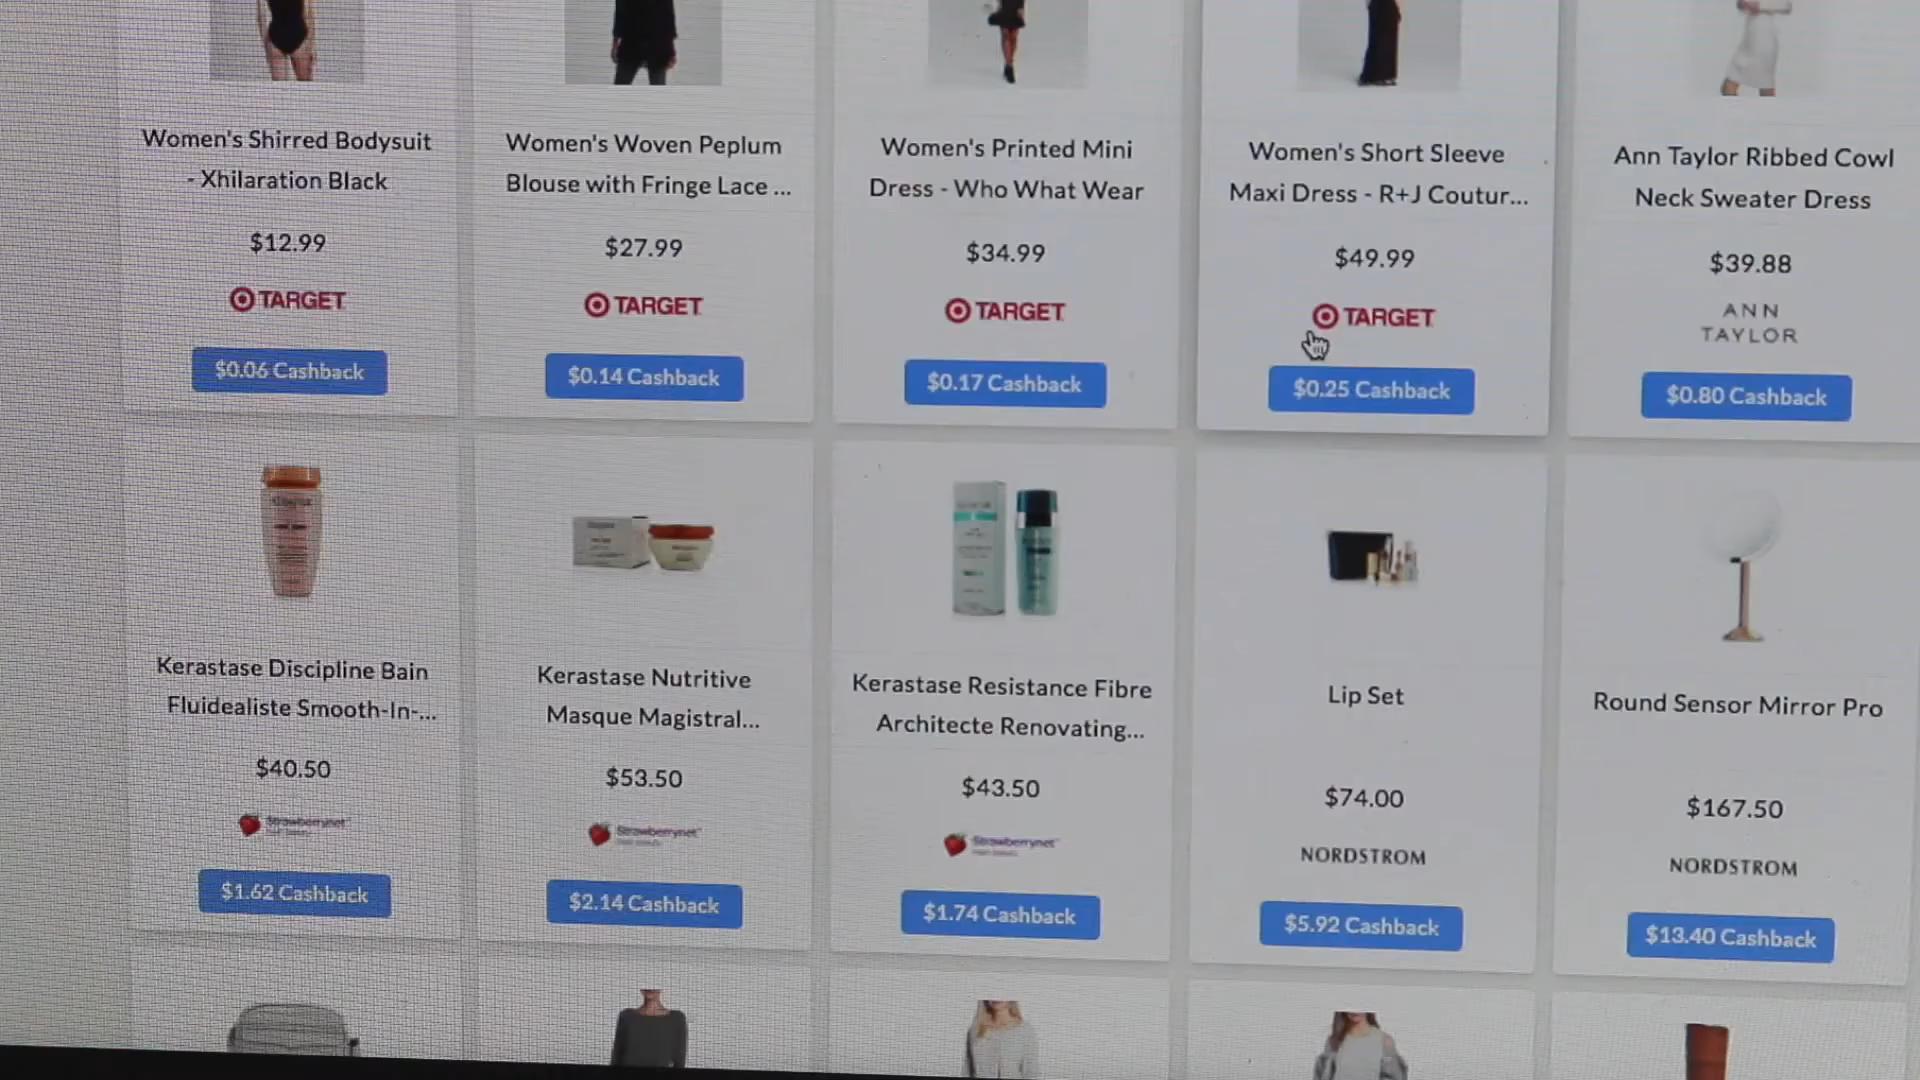 Women's Shirred Bodysuit
- Xhilaration Black
$12.99
TARGET
$0.06 Cashback
Women's Woven Peplum
Blouse with Fringe Lace ...
$27.99
TARGET
$0.14 Cashback
Women's Printed Mini
Dress - Who What Wear
$34.99
TARGET
$0.17 Cashback
Women's Short Sleeve
Maxi Dress - R+J Coutur...
$49.99
TARGET
$0.25 Cashback
Ann Taylor Ribbed Cowl
Neck Sweater Dress
$39.88
ANN
TAYLOR
$0.80 Cashback
Kerastase Discipline Bain
Fluidealiste Smooth-In-...
$40.50
Strawberrynet
$1.62 Cashback
Kerastase Nutritive
Masque Magistral...
$53.50
Strawberrynet
$2.14 Cashback
Kerastase Resistance Fibre
Architecte Renovating...
$43.50
Strawberrynet
$1.74 Cashback
Lip Set
$74.00
NORDSTROM
$5.92 Cashback
Round Sensor Mirror Pro
$167.50
NORDSTROM
$13.40 Cashback